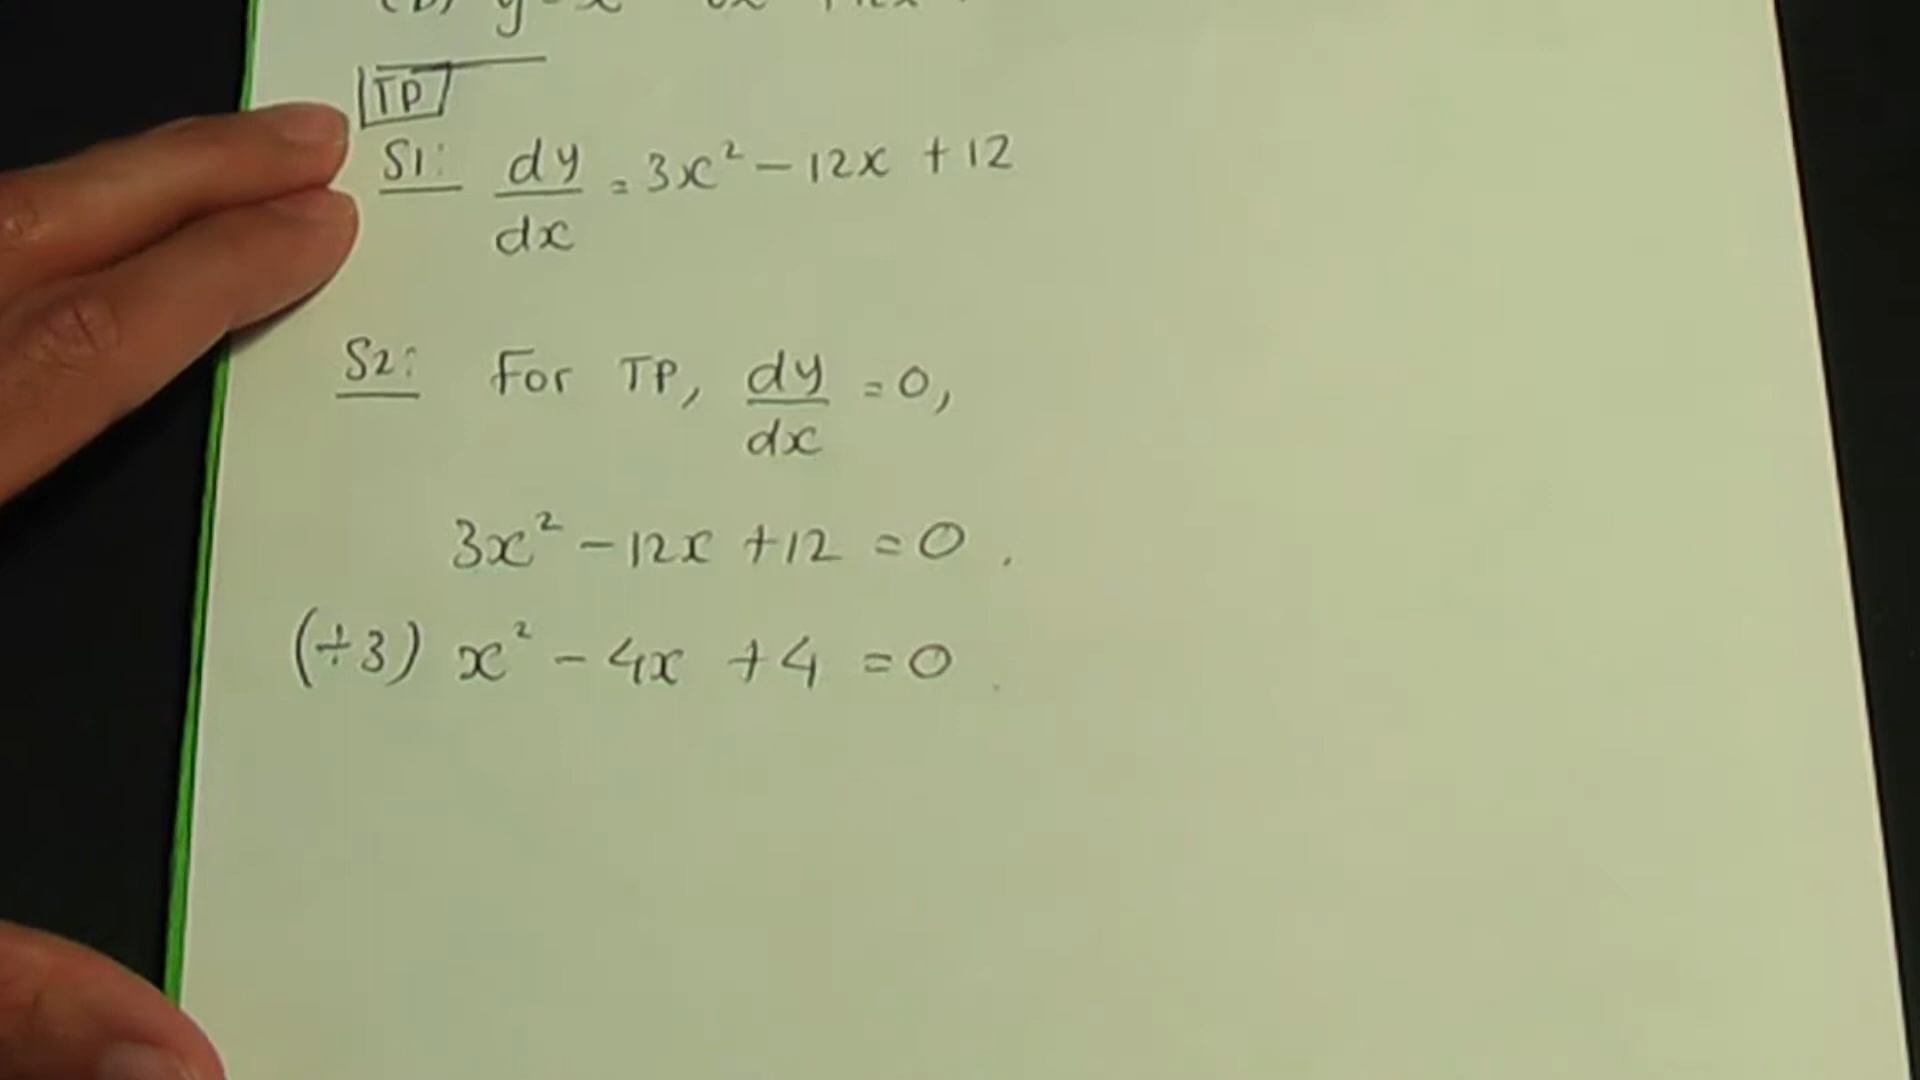 TP
S1: dy/dx = 3x² − 12x + 12
S2: For TP, dy/dx = 0,
3x² − 12x + 12 = 0.
(÷3) x² − 4x + 4 = 0